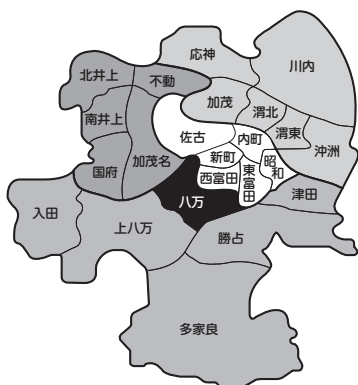 応神
川内
北井上
不動
加茂
渭北
南井上
渭東
沖洲
佐古
内町
新町
昭和
国府
加茂名
西富田
東富田
津田
入田
八万
上八万
勝占
多家良